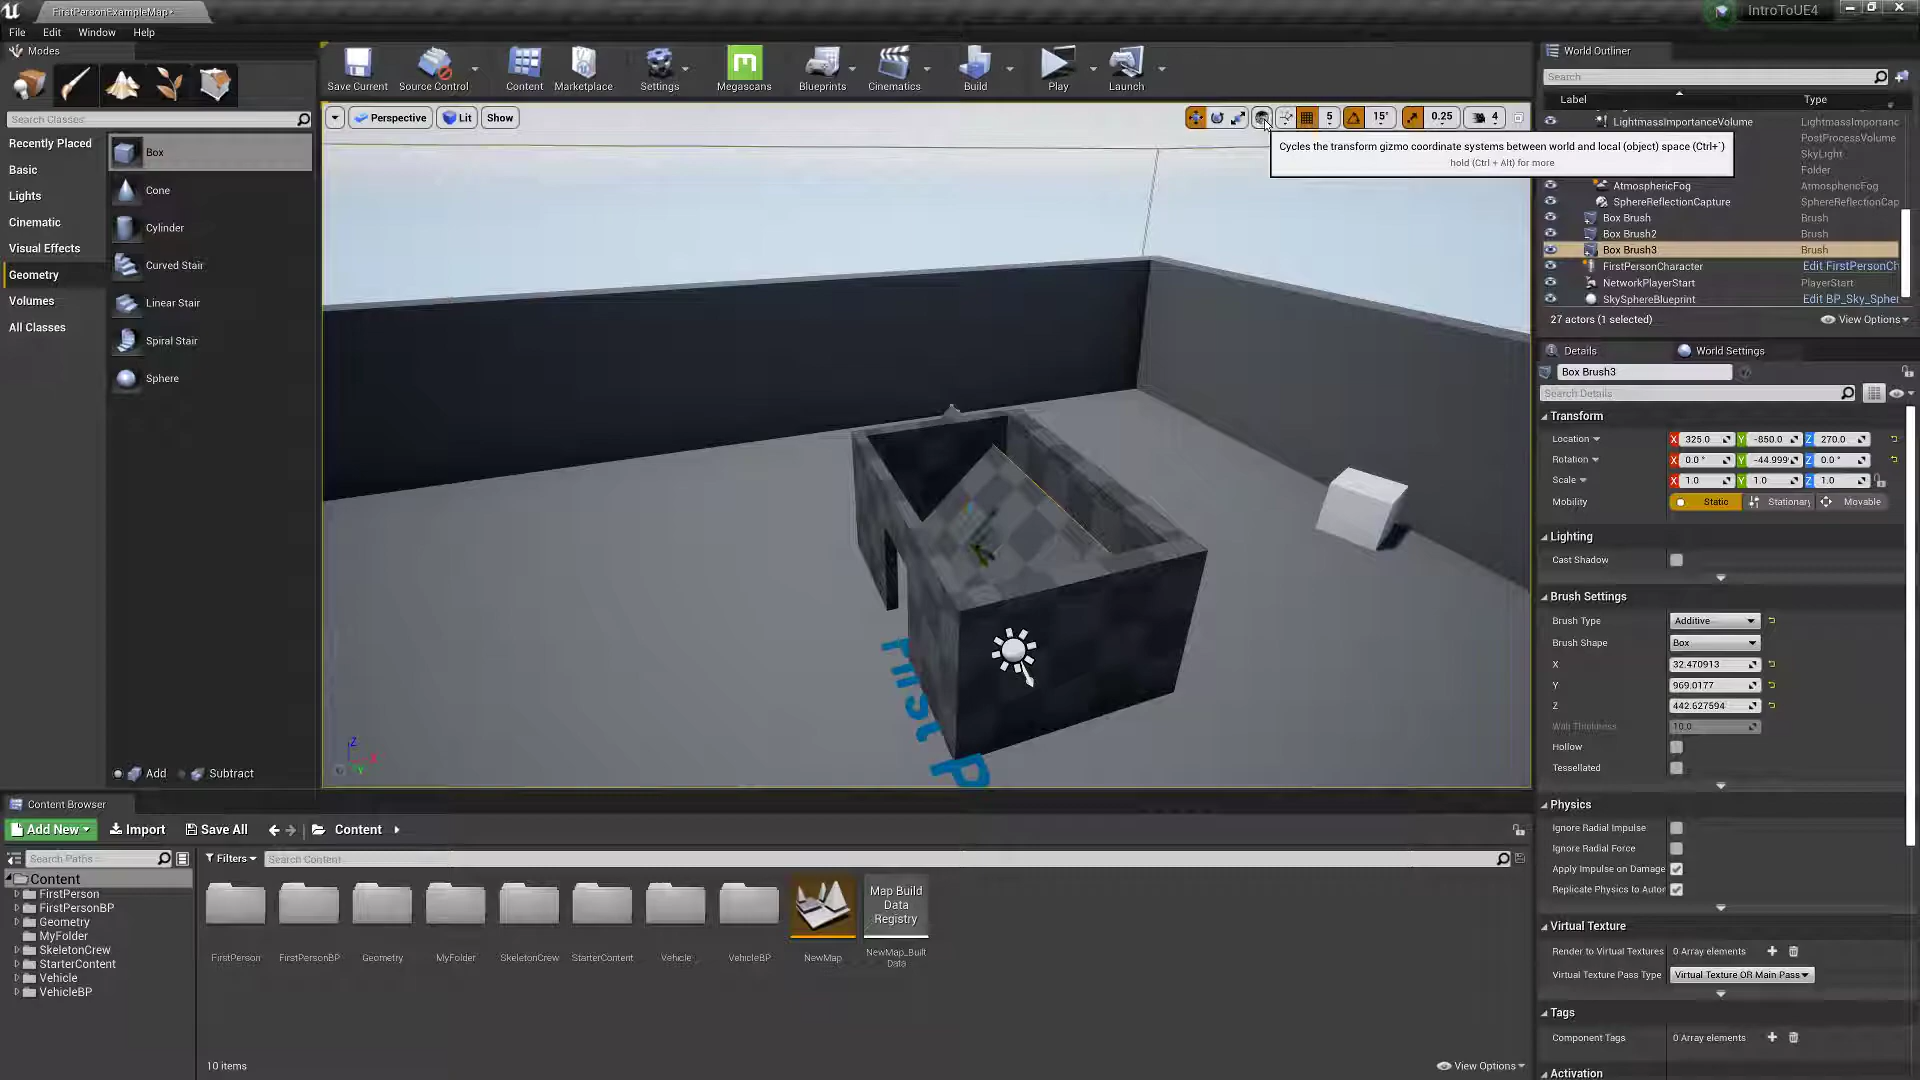 FirstPersonExampleMap*
IntroToUE4
File Edit Window Help
Modes
Save Current
Source Control
Content
Marketplace
Settings
Megascans
Blueprints
Cinematics
Build
Play
Launch
Search Classes
Recently Placed
Basic
Lights
Cinematic
Visual Effects
Geometry
Volumes
All Classes
Box
Cone
Cylinder
Curved Stair
Linear Stair
Spiral Stair
Sphere
Add Subtract
Perspective Lit Show
5 15° 0.25 4
Cycles the transform gizmo coordinate systems between world and local (object) space (Ctrl+`)
hold (Ctrl + Alt) for more
First P
Z X Y
World Outliner
Search
Label Type
LightmassImportanceVolume LightmassImportanc
PostProcessVolume
SkyLight
Folder
AtmosphericFog AtmosphericFog
SphereReflectionCapture SphereReflectionCap
Box Brush Brush
Box Brush2 Brush
Box Brush3 Brush
FirstPersonCharacter Edit FirstPersonCh
NetworkPlayerStart PlayerStart
SkySphereBlueprint Edit BP_Sky_Spher
27 actors (1 selected) View Options
Details World Settings
Box Brush3
Search Details
Transform
Location X 325.0 Y -850.0 Z 270.0
Rotation X 0.0 ° Y -44.999° Z 0.0 °
Scale X 1.0 Y 1.0 Z 1.0
Mobility Static Stationary Movable
Lighting
Cast Shadow
Brush Settings
Brush Type Additive
Brush Shape Box
X 32.470913
Y 969.0177
Z 442.627594
Wall Thickness 10.0
Hollow
Tessellated
Physics
Ignore Radial Impulse
Ignore Radial Force
Apply Impulse on Damage
Replicate Physics to Auton
Virtual Texture
Render to Virtual Textures 0 Array elements
Virtual Texture Pass Type Virtual Texture OR Main Pass
Tags
Component Tags 0 Array elements
Activation
Content Browser
Add New Import Save All Content
Search Paths
Filters Search Content
Content
FirstPerson
FirstPersonBP
Geometry
MyFolder
SkeletonCrew
StarterContent
Vehicle
VehicleBP
Map Build
Data
Registry
FirstPerson FirstPersonBP Geometry MyFolder SkeletonCrew StarterContent Vehicle VehicleBP NewMap NewMap_Built
Data
10 items
View Options